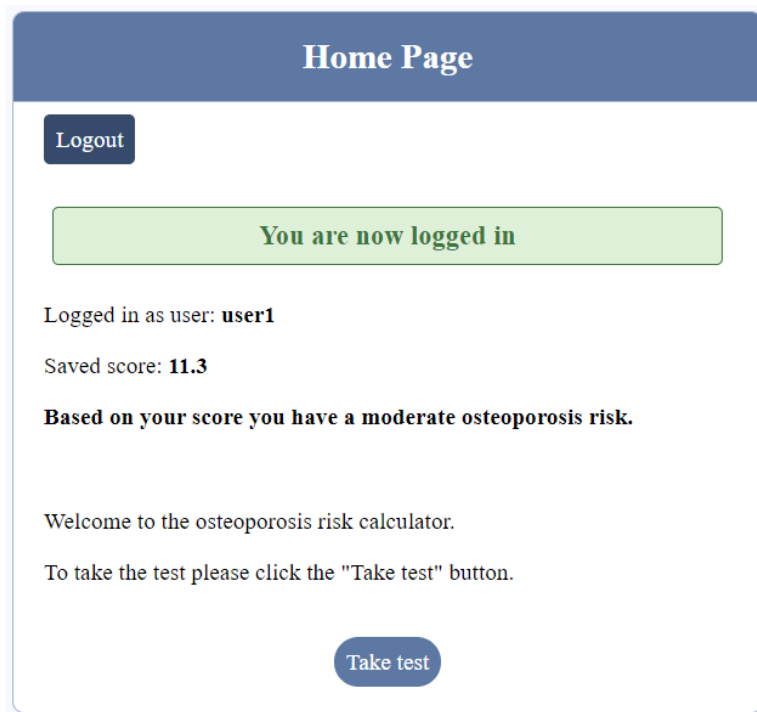 Home Page
Logout
You are now logged in
Logged in as user: user1
Saved score: 11.3
Based on your score you have a moderate osteoporosis risk.
Welcome to the osteoporosis risk calculator.
To take the test please click the "Take test" button.
Take test